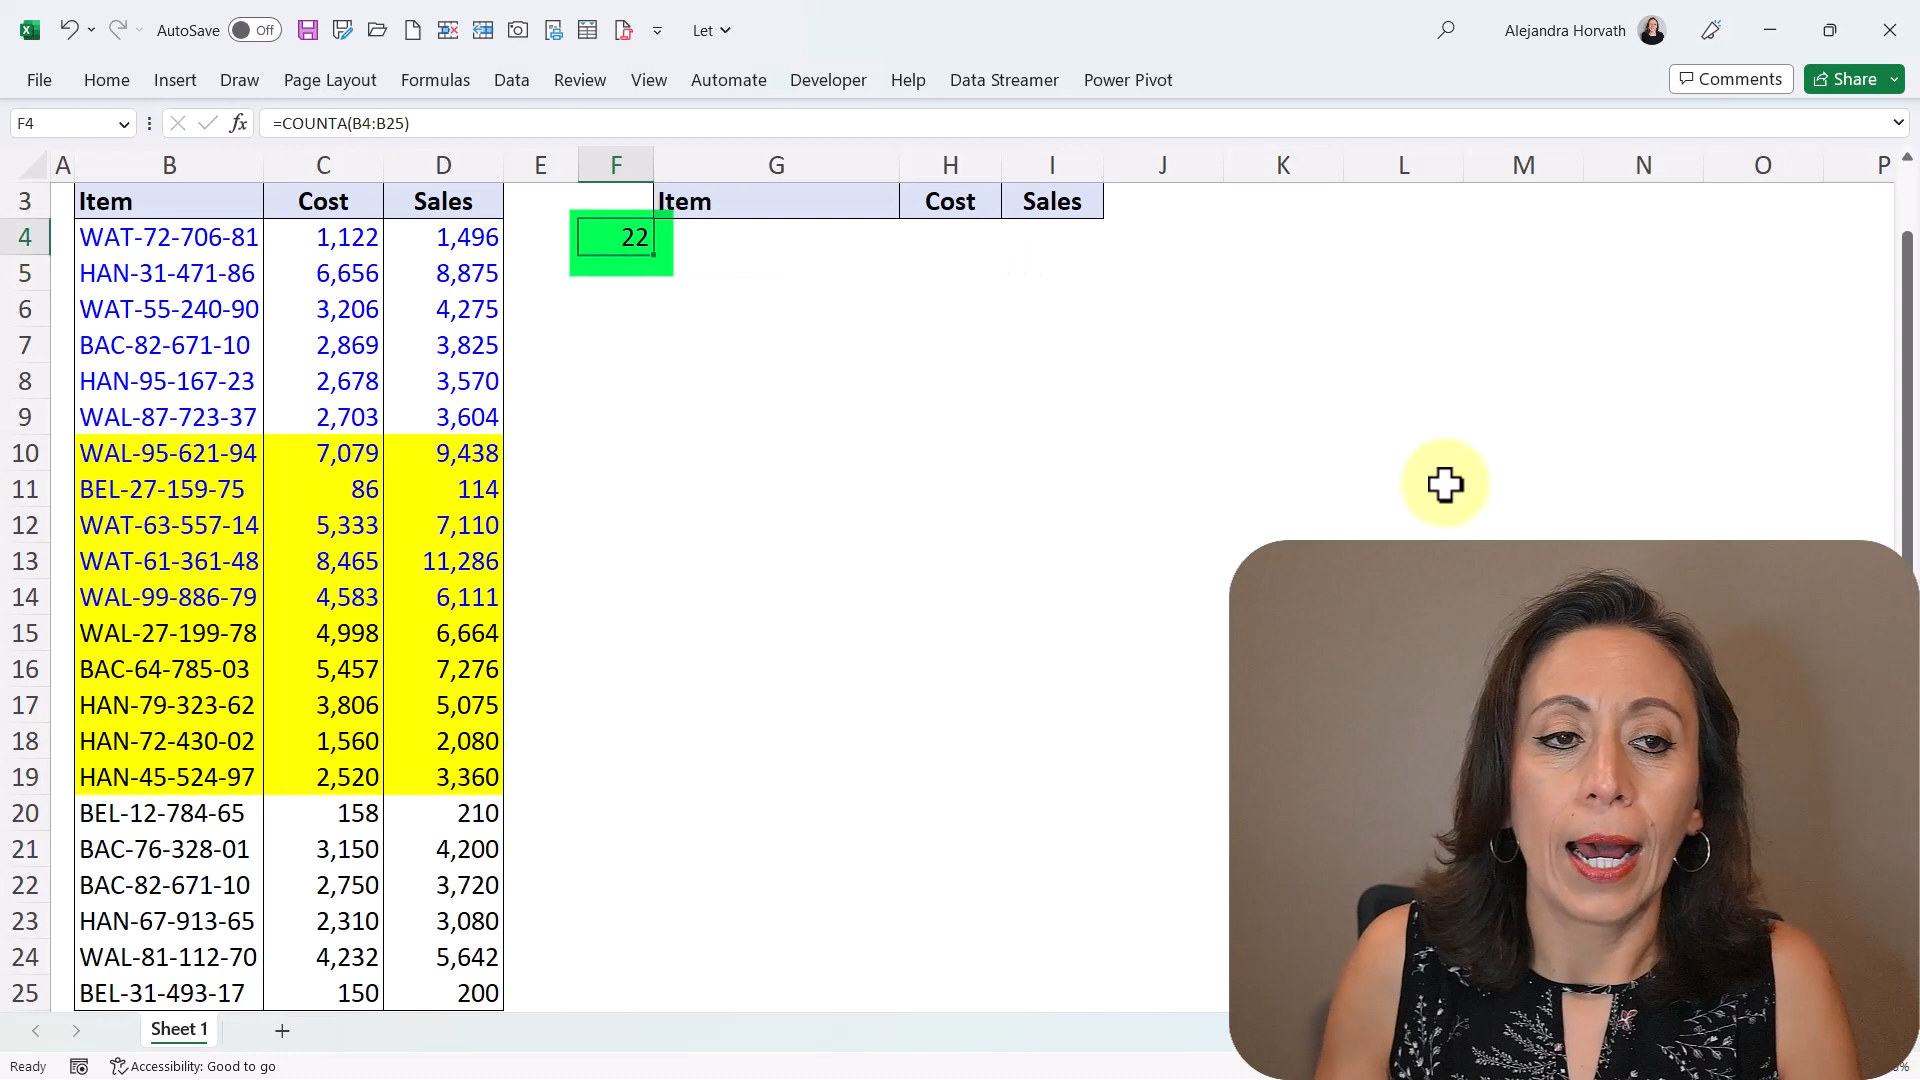 AutoSave Off Let Alejandra Horvath
File Home Insert Draw Page Layout Formulas Data Review View Automate Developer Help Data Streamer Power Pivot Comments Share
F4 fx =COUNTA(B4:B25)
A B C D E F G H I J K L M N O P
3 Item Cost Sales Item Cost Sales
4 WAT-72-706-81 1,122 1,496 22
5 HAN-31-471-86 6,656 8,875
6 WAT-55-240-90 3,206 4,275
7 BAC-82-671-10 2,869 3,825
8 HAN-95-167-23 2,678 3,570
9 WAL-87-723-37 2,703 3,604
10 WAL-95-621-94 7,079 9,438
11 BEL-27-159-75 86 114
12 WAT-63-557-14 5,333 7,110
13 WAT-61-361-48 8,465 11,286
14 WAL-99-886-79 4,583 6,111
15 WAL-27-199-78 4,998 6,664
16 BAC-64-785-03 5,457 7,276
17 HAN-79-323-62 3,806 5,075
18 HAN-72-430-02 1,560 2,080
19 HAN-45-524-97 2,520 3,360
20 BEL-12-784-65 158 210
21 BAC-76-328-01 3,150 4,200
22 BAC-82-671-10 2,750 3,720
23 HAN-67-913-65 2,310 3,080
24 WAL-81-112-70 4,232 5,642
25 BEL-31-493-17 150 200
Sheet 1
Ready Accessibility: Good to go